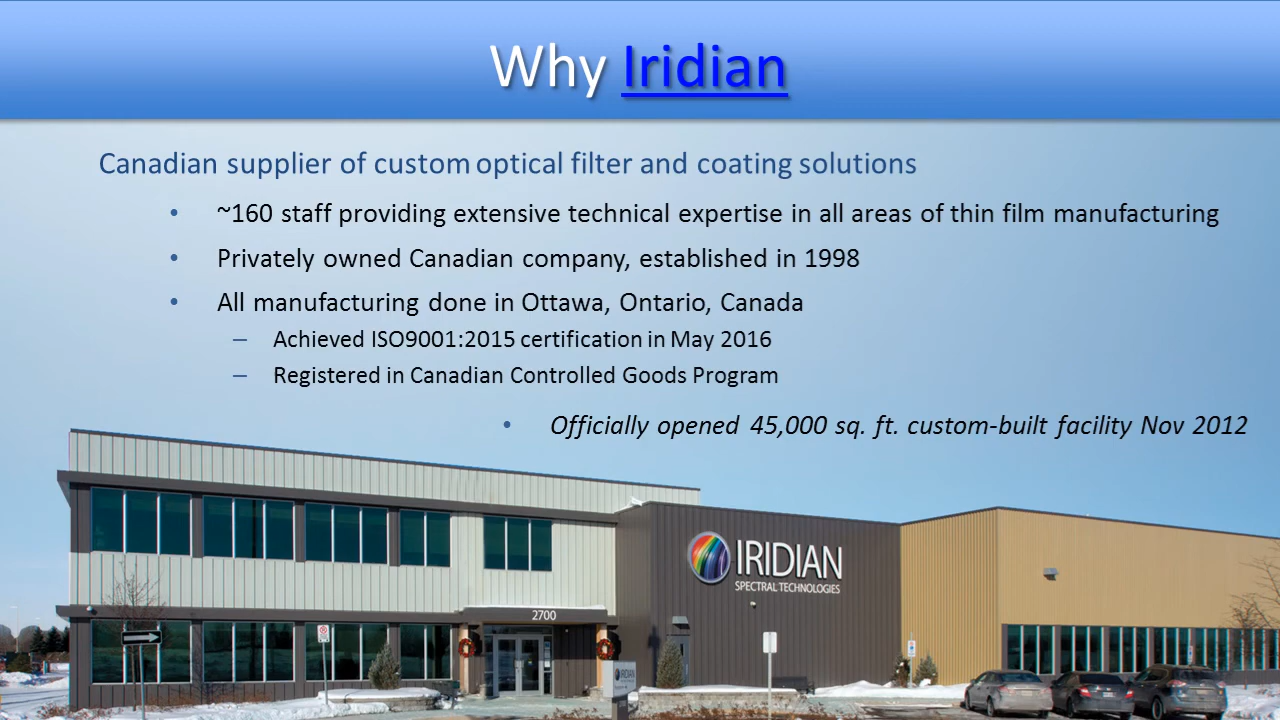 Why Iridian
Canadian supplier of custom optical filter and coating solutions
• ~160 staff providing extensive technical expertise in all areas of thin film manufacturing
• Privately owned Canadian company, established in 1998
• All manufacturing done in Ottawa, Ontario, Canada
– Achieved ISO9001:2015 certification in May 2016
– Registered in Canadian Controlled Goods Program
• Officially opened 45,000 sq. ft. custom-built facility Nov 2012
IRIDIAN
SPECTRAL TECHNOLOGIES
2700